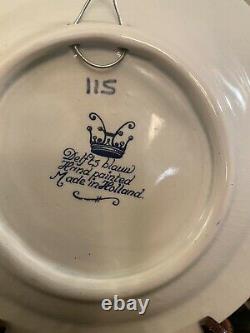 115
Delfts blauw
Hand painted
Made in Holland.